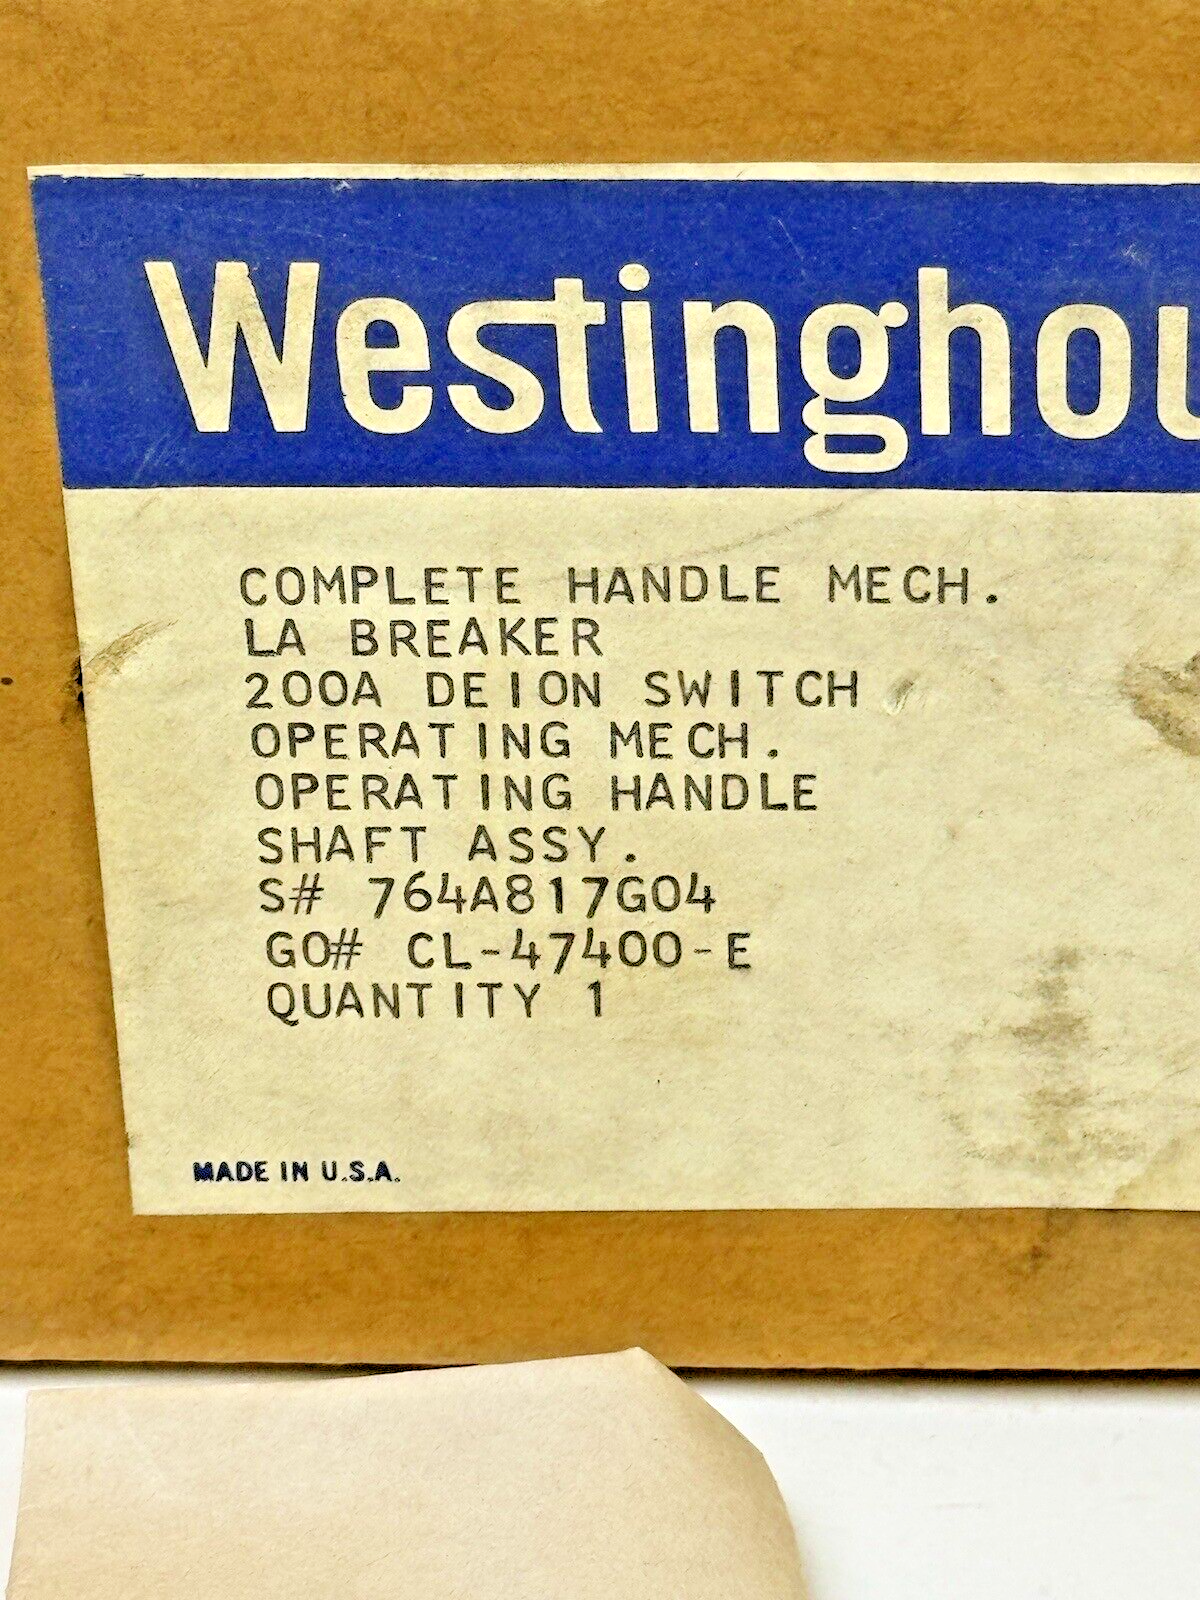 Westinghou
COMPLETE HANDLE MECH.
LA BREAKER
200A DEION SWITCH
OPERATING MECH.
OPERATING HANDLE
SHAFT ASSY.
S# 764A817G04
GO# CL-47400-E
QUANTITY 1
MADE IN U.S.A.